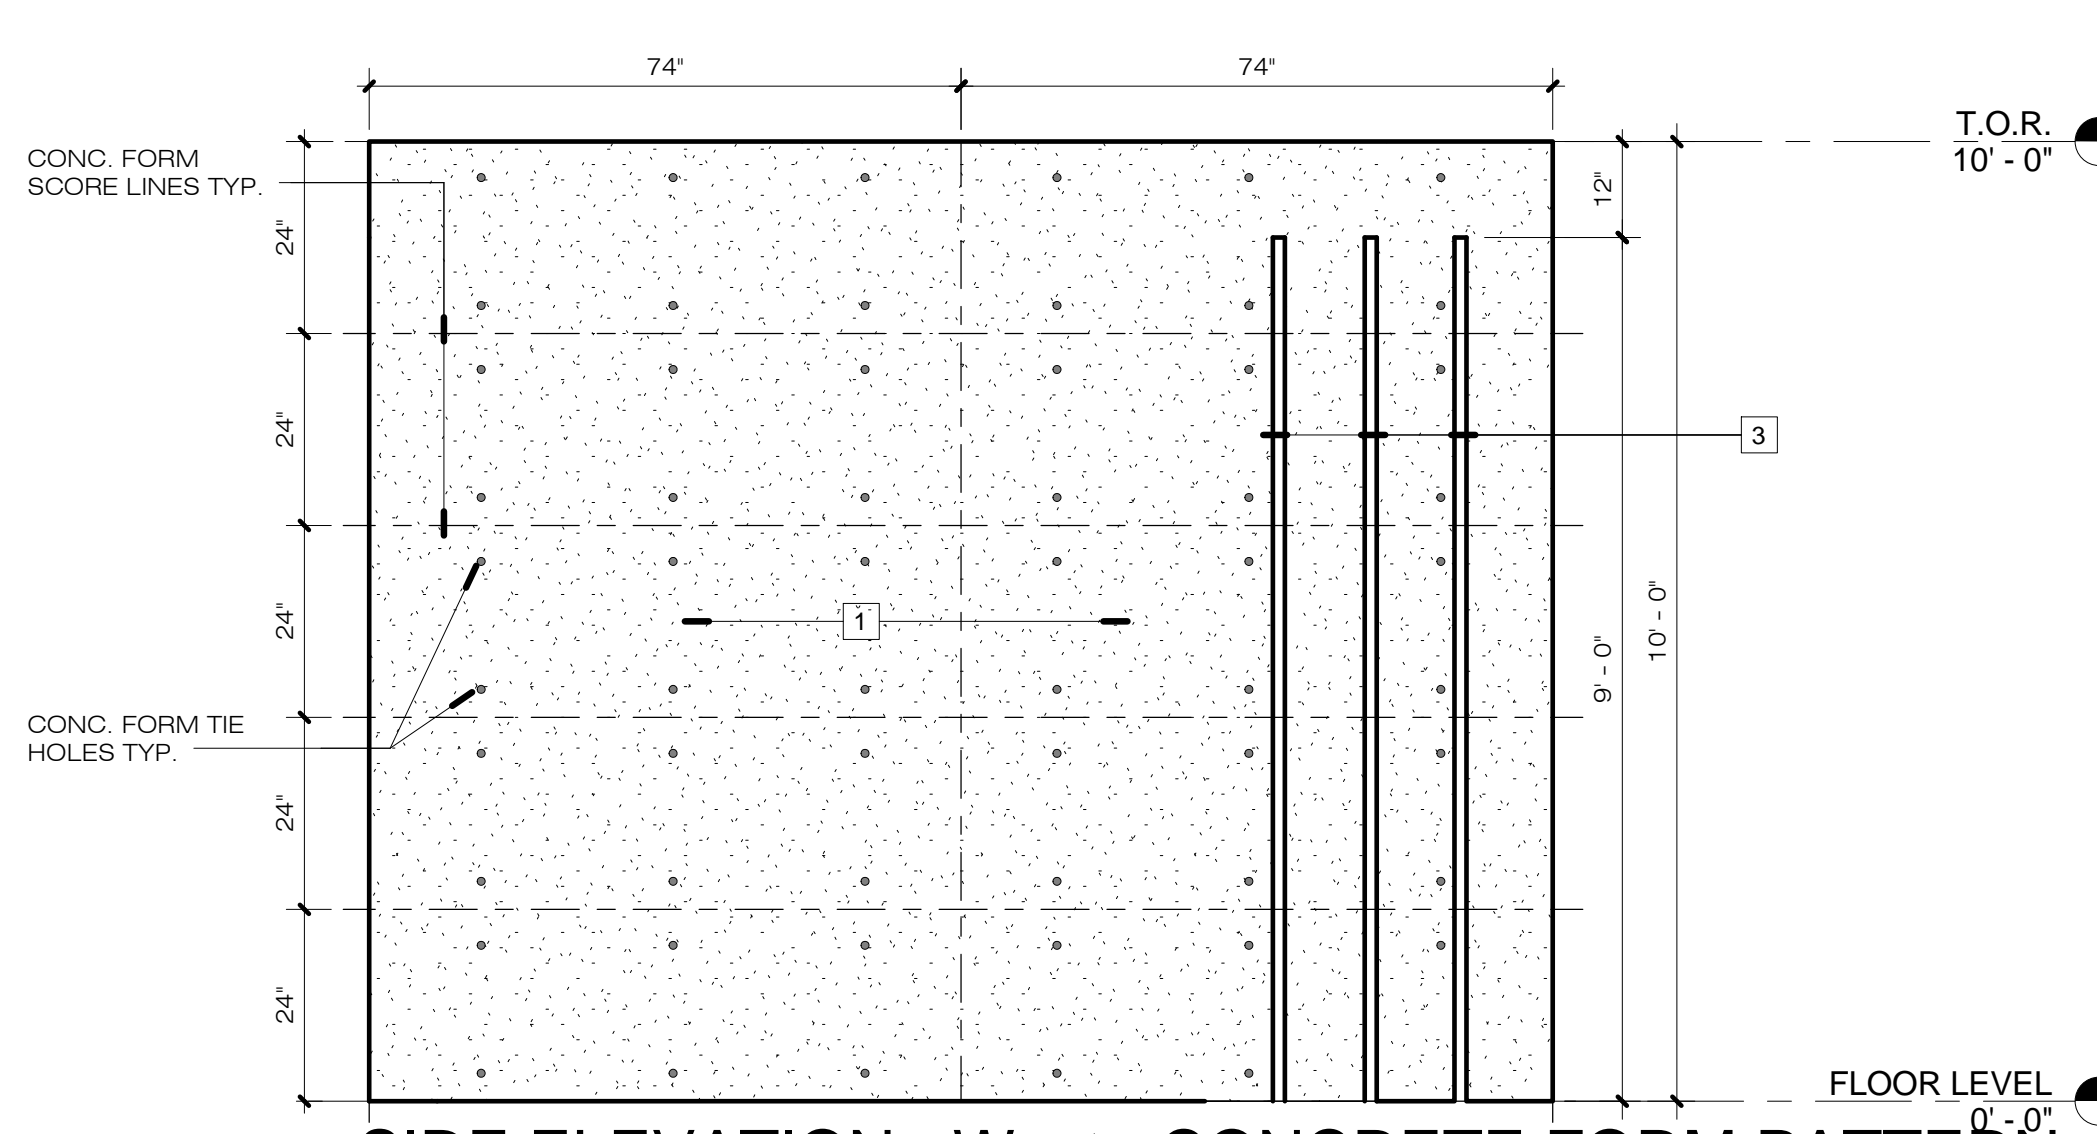 74"
74"
T.O.R.
10' - 0"
CONC. FORM
SCORE LINES TYP.
12"
24"
24"
3
24"
1
9' - 0"
10' - 0"
CONC. FORM TIE
HOLES TYP.
24"
24"
FLOOR LEVEL
0' - 0"